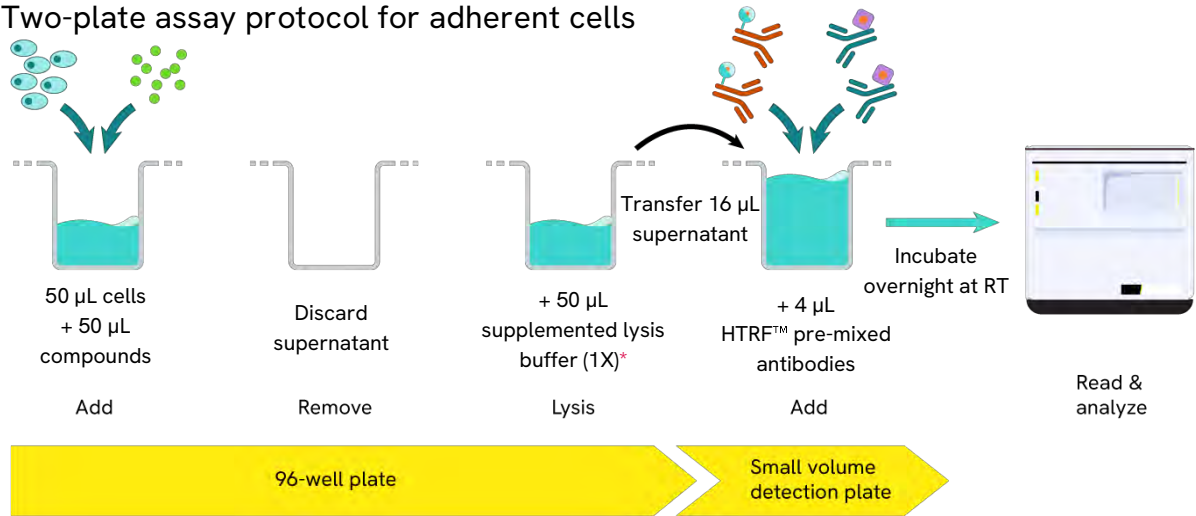 Two-plate assay protocol for adherent cells
50 µL cells
+ 50 µL
compounds
Discard
supernatant
+ 50 µL
supplemented lysis
buffer (1X)*
Transfer 16 µL
supernatant
+ 4 µL
HTRF™ pre-mixed
antibodies
Incubate
overnight at RT
Add
Remove
Lysis
Add
Read &
analyze
96-well plate
Small volume
detection plate